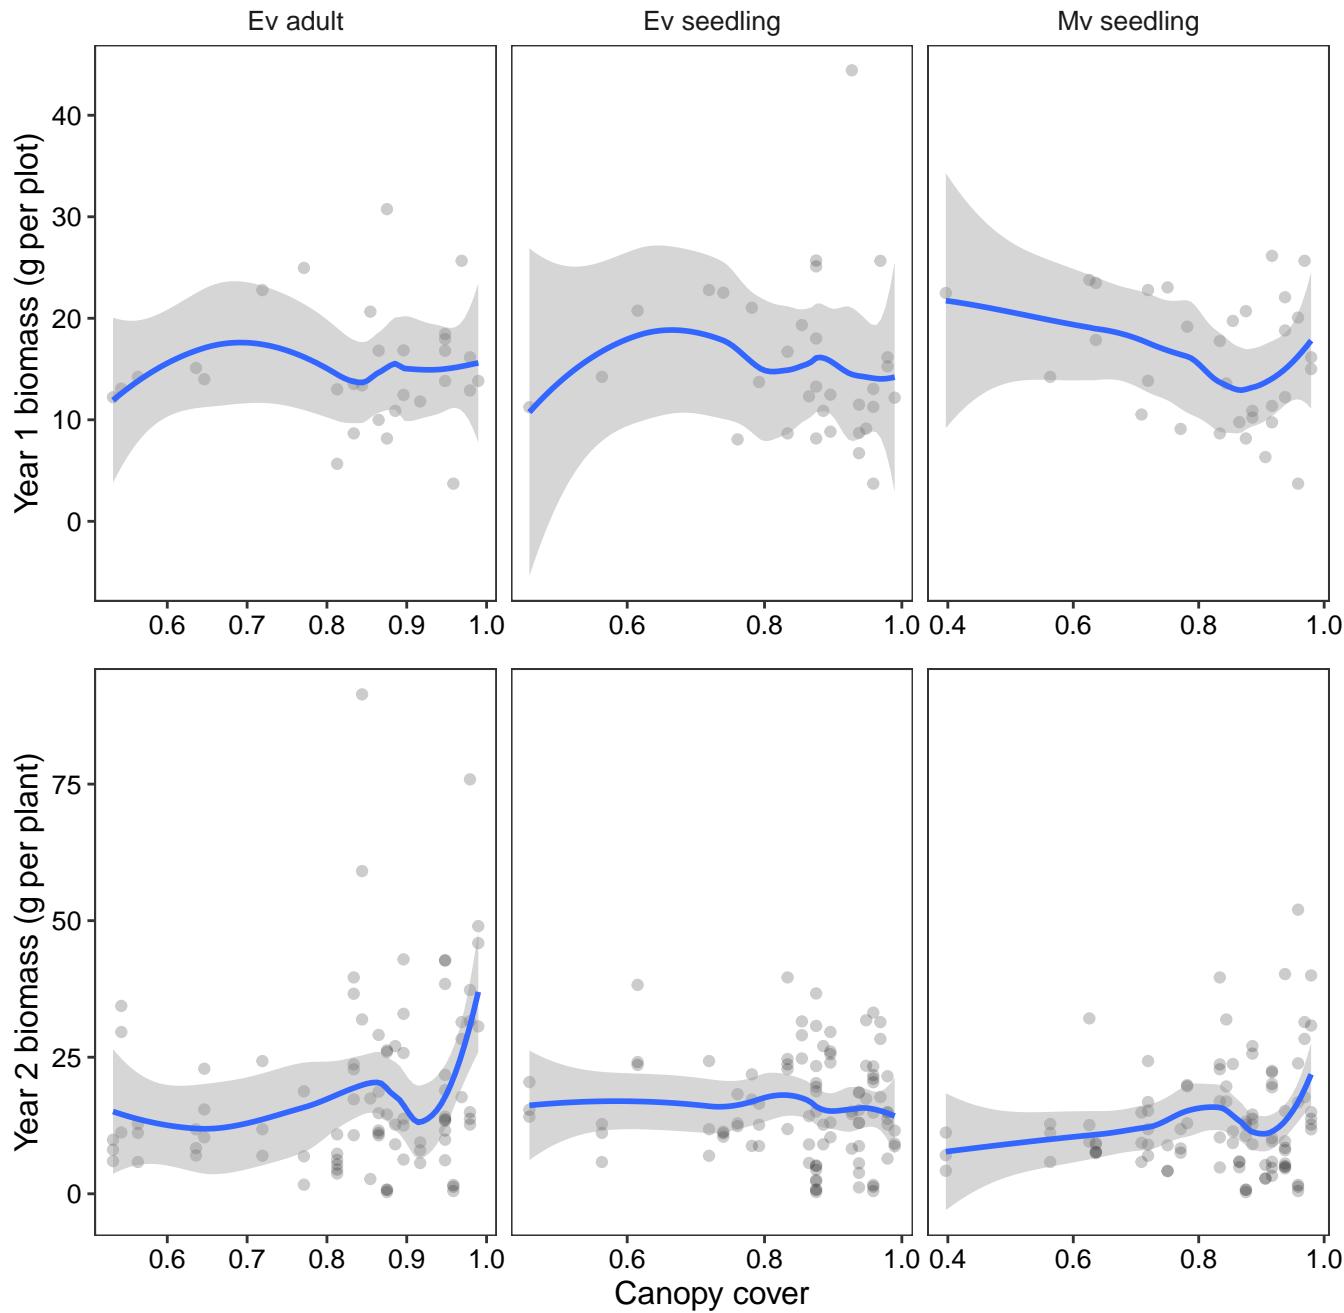 Ev adult
Ev seedling
Mv seedling
Year 1 biomass (g per plot)
40
30
20
10
0
0.6 0.7 0.8 0.9 1.0
0.6 0.8 1.0
0.4 0.6 0.8 1.0
Year 2 biomass (g per plant)
75
50
25
0
0.6 0.7 0.8 0.9 1.0
0.6 0.8 1.0
0.4 0.6 0.8 1.0
Canopy cover